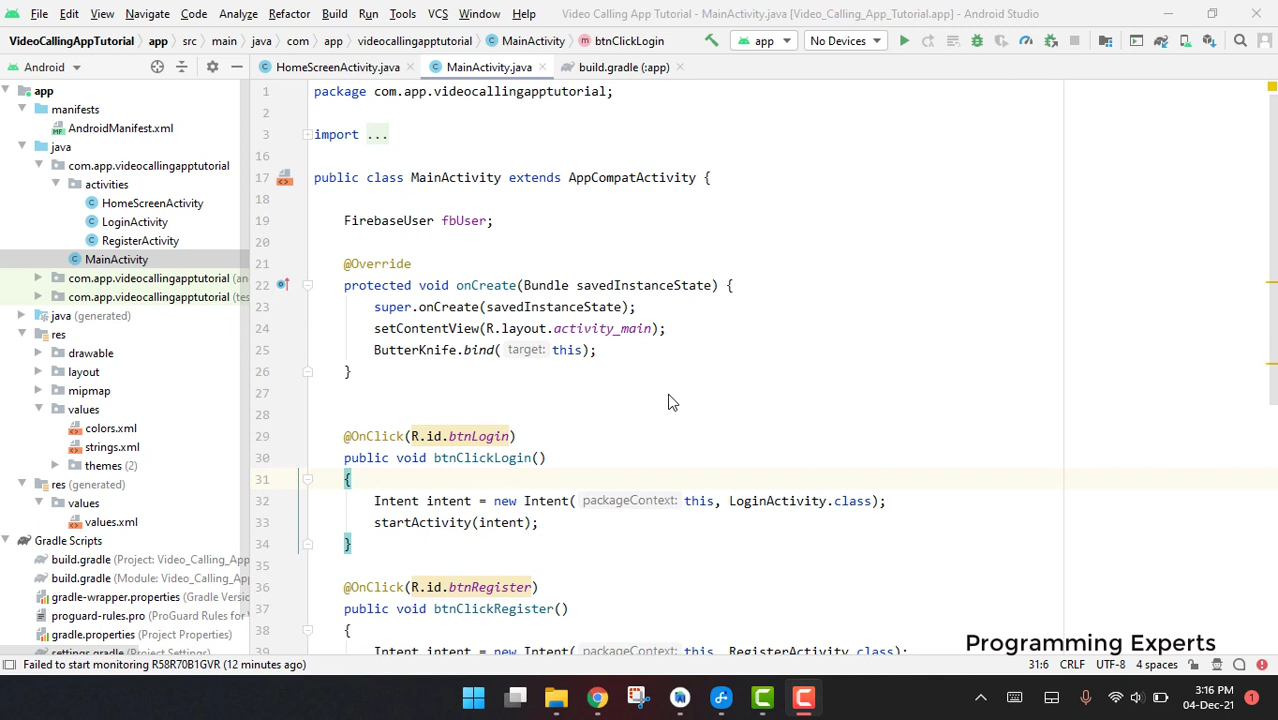 File Edit View Navigate Code Analyze Refactor Build Run Tools VCS Window Help Video Calling App Tutorial - MainActivity.java [Video_Calling_App_Tutorial.app] - Android Studio
VideoCallingAppTutorial app src main java com app videocallingapptutorial MainActivity btnClickLogin app No Devices
Android HomeScreenActivity.java MainActivity.java build.gradle (:app)
app
manifests
AndroidManifest.xml
java
com.app.videocallingapptutorial
activities
HomeScreenActivity
LoginActivity
RegisterActivity
MainActivity
com.app.videocallingapptutorial (an
com.app.videocallingapptutorial (tes
java (generated)
res
drawable
layout
mipmap
values
colors.xml
strings.xml
themes (2)
res (generated)
values
values.xml
Gradle Scripts
build.gradle (Project: Video_Calling_App
build.gradle (Module: Video_Calling_App
gradle-wrapper.properties (Gradle Version
proguard-rules.pro (ProGuard Rules for
gradle.properties (Project Properties)
settings.gradle (Project Settings)
1 package com.app.videocallingapptutorial;
2
3 import ...
16
17 public class MainActivity extends AppCompatActivity {
18
19 FirebaseUser fbUser;
20
21 @Override
22 protected void onCreate(Bundle savedInstanceState) {
23 super.onCreate(savedInstanceState);
24 setContentView(R.layout.activity_main);
25 ButterKnife.bind( target: this);
26 }
27
28
29 @OnClick(R.id.btnLogin)
30 public void btnClickLogin()
31 {
32 Intent intent = new Intent( packageContext: this, LoginActivity.class);
33 startActivity(intent);
34 }
35
36 @OnClick(R.id.btnRegister)
37 public void btnClickRegister()
38 {
39 Intent intent = new Intent( packageContext: this, RegisterActivity.class);
Programming Experts
Failed to start monitoring R58R70B1GVR (12 minutes ago) 31:6 CRLF UTF-8 4 spaces
3:16 PM
04-Dec-21
1